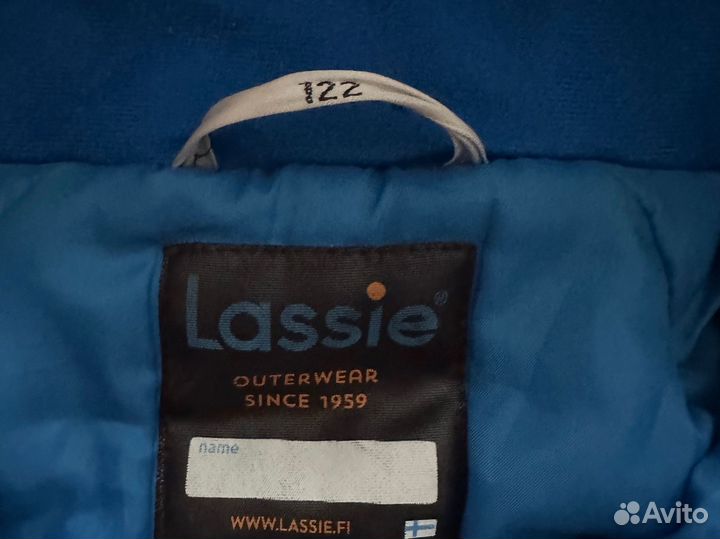 122
Lassie®
OUTERWEAR
SINCE 1959
name
WWW.LASSIE.FI
Avito